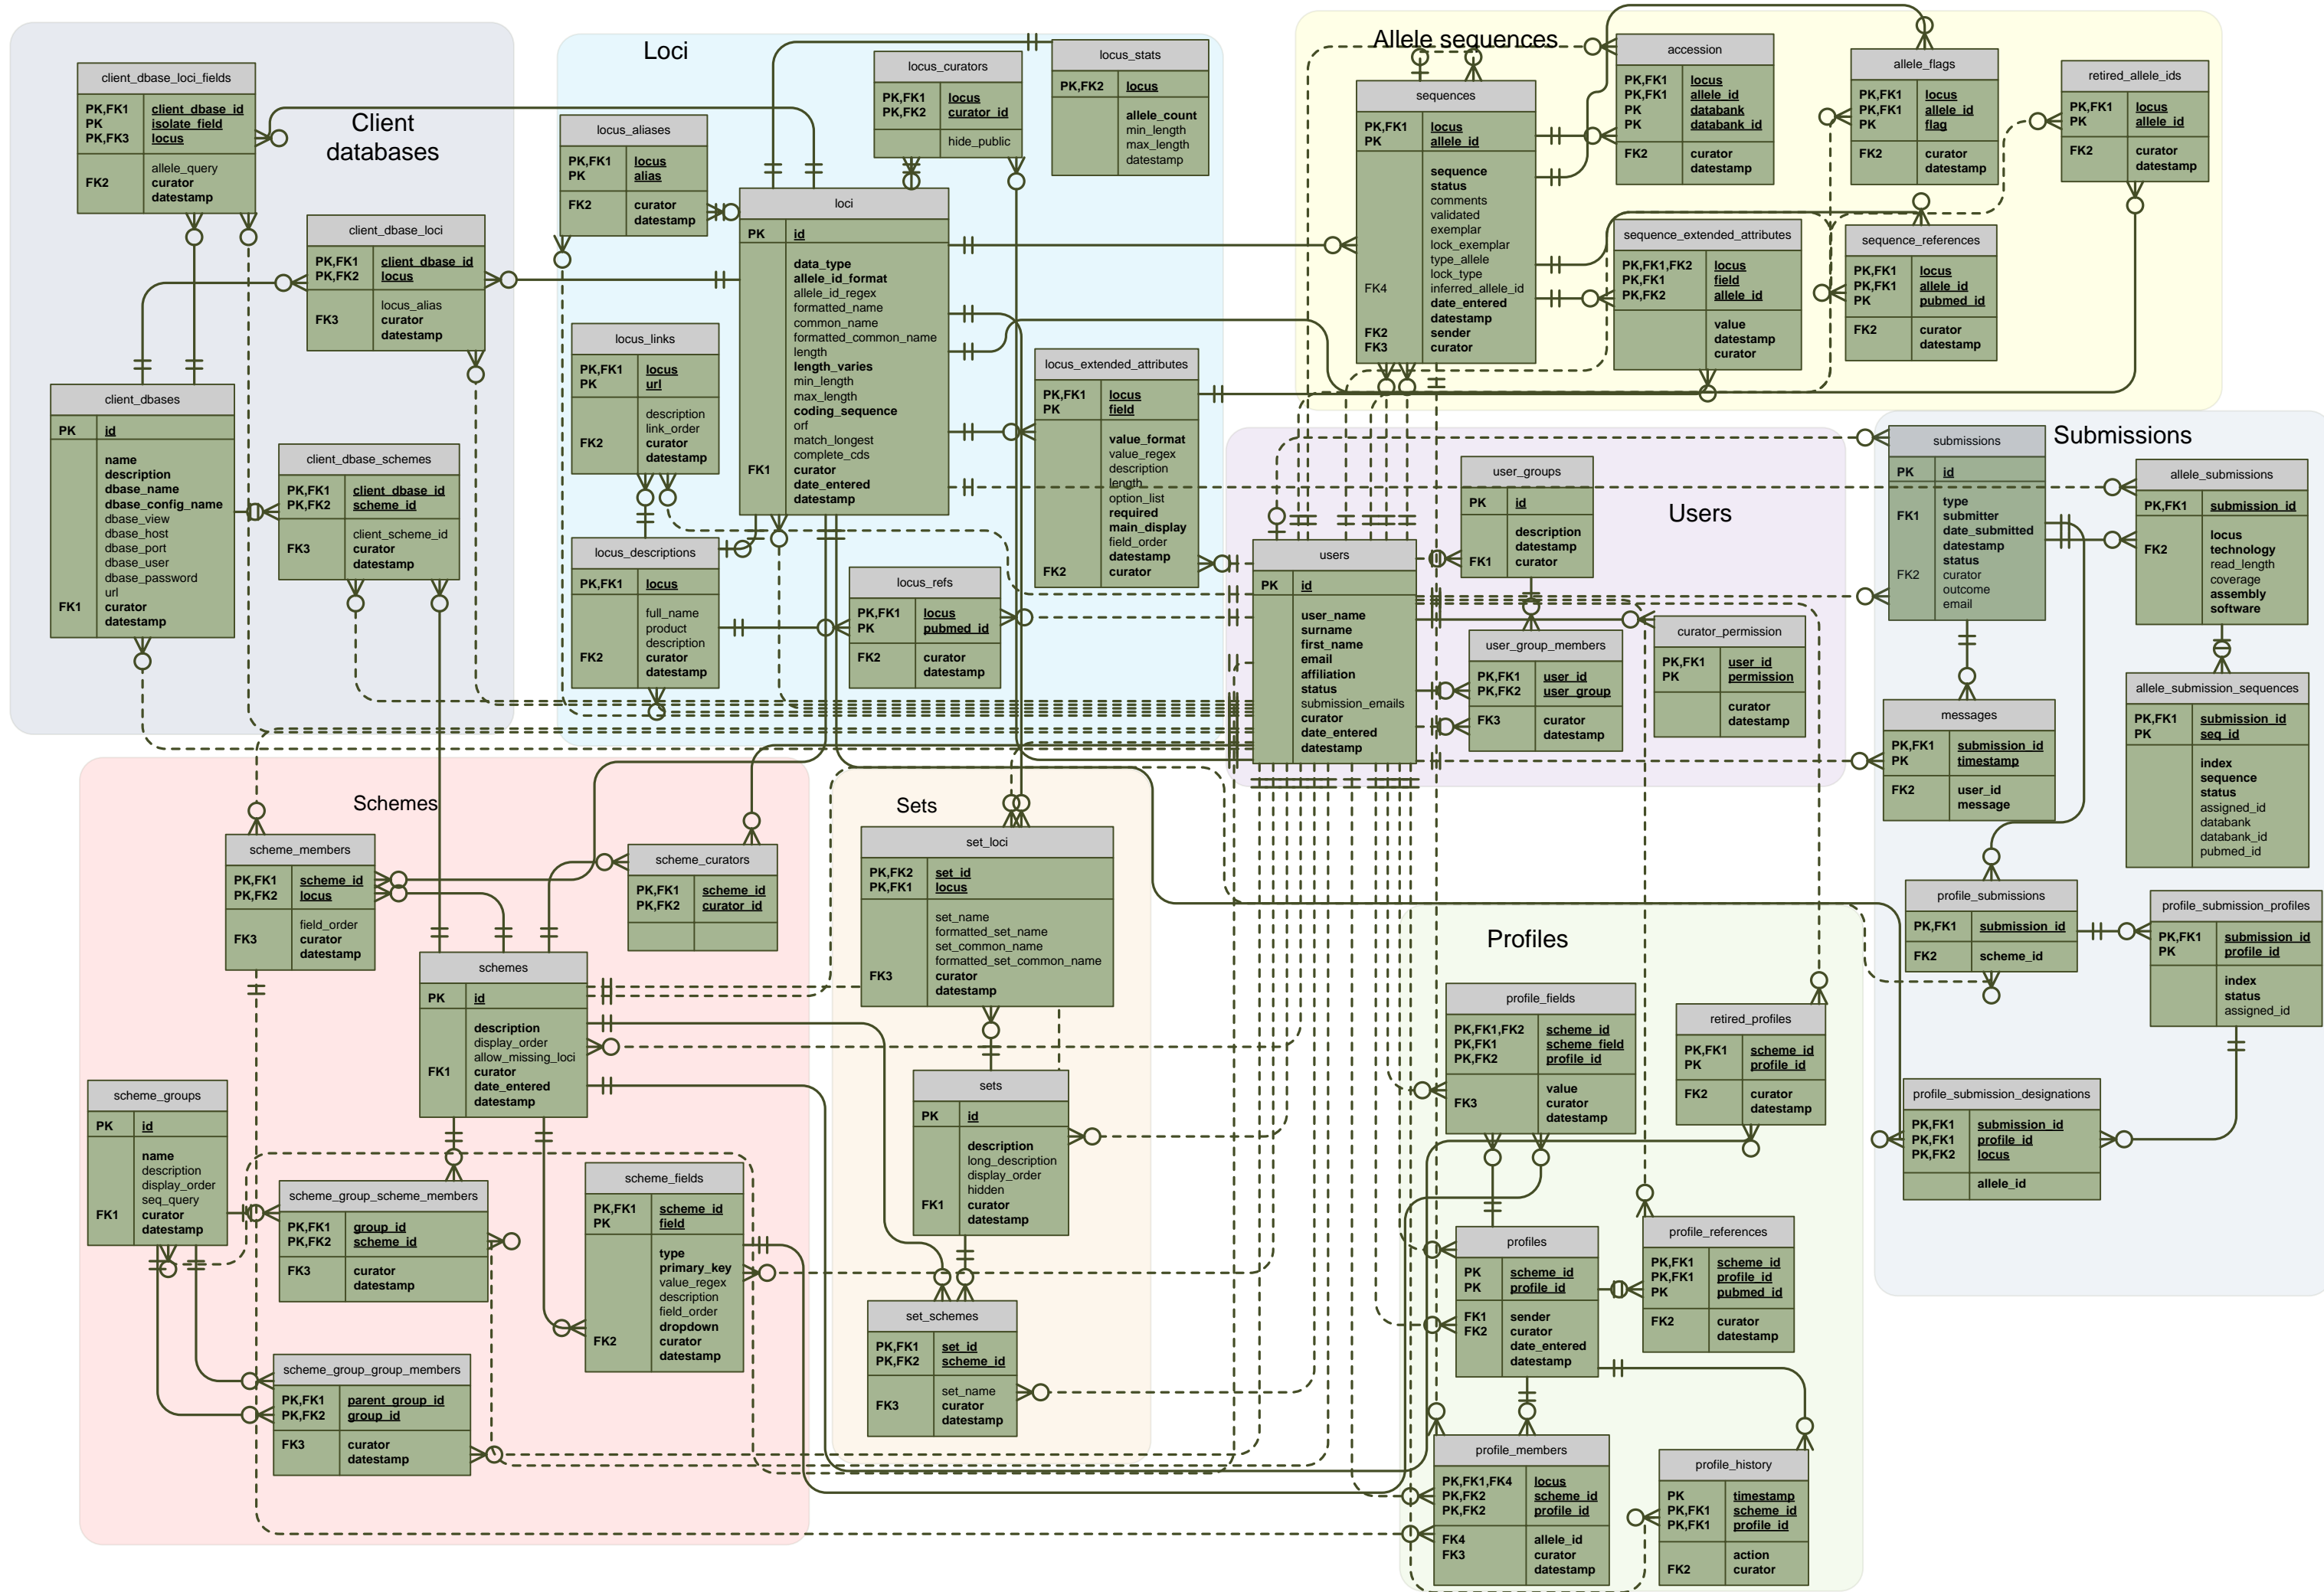 Client
databases
client_dbase_loci_fields
PK,FK1 client_dbase_id
PK isolate_field
PK,FK3 locus
allele_query
FK2 curator
datestamp
client_dbase_loci
PK,FK1 client_dbase_id
PK,FK2 locus
locus_alias
FK3 curator
datestamp
client_dbases
PK id
name
description
dbase_name
dbase_config_name
dbase_view
dbase_host
dbase_port
dbase_user
dbase_password
url
FK1 curator
datestamp
client_dbase_schemes
PK,FK1 client_dbase_id
PK,FK2 scheme_id
client_scheme_id
FK3 curator
datestamp
Loci
locus_aliases
PK,FK1 locus
PK alias
FK2 curator
datestamp
locus_curators
PK,FK1 locus
PK,FK2 curator_id
hide_public
locus_stats
PK,FK2 locus
allele_count
min_length
max_length
datestamp
loci
PK id
data_type
allele_id_format
allele_id_regex
formatted_name
common_name
formatted_common_name
length
length_varies
min_length
max_length
coding_sequence
orf
match_longest
complete_cds
FK1 curator
date_entered
datestamp
locus_links
PK,FK1 locus
PK url
description
link_order
FK2 curator
datestamp
locus_extended_attributes
PK,FK1 locus
PK field
value_format
value_regex
description
length
option_list
required
main_display
field_order
datestamp
FK2 curator
locus_descriptions
PK,FK1 locus
full_name
product
description
FK2 curator
datestamp
locus_refs
PK,FK1 locus
PK pubmed_id
FK2 curator
datestamp
Allele sequences
sequences
PK,FK1 locus
PK allele_id
sequence
status
comments
validated
exemplar
lock_exemplar
type_allele
lock_type
FK4 inferred_allele_id
date_entered
datestamp
FK2 sender
FK3 curator
accession
PK,FK1 locus
PK,FK1 allele_id
PK databank
PK databank_id
FK2 curator
datestamp
allele_flags
PK,FK1 locus
PK,FK1 allele_id
PK flag
FK2 curator
datestamp
retired_allele_ids
PK,FK1 locus
PK allele_id
FK2 curator
datestamp
sequence_extended_attributes
PK,FK1,FK2 locus
PK,FK1 field
PK,FK2 allele_id
value
datestamp
curator
sequence_references
PK,FK1 locus
PK,FK1 allele_id
PK pubmed_id
FK2 curator
datestamp
Users
user_groups
PK id
description
datestamp
FK1 curator
users
PK id
user_name
surname
first_name
email
affiliation
status
submission_emails
curator
date_entered
datestamp
user_group_members
PK,FK1 user_id
PK,FK2 user_group
FK3 curator
datestamp
curator_permission
PK,FK1 user_id
PK permission
curator
datestamp
Submissions
submissions
PK id
type
FK1 submitter
date_submitted
datestamp
status
FK2 curator
outcome
email
allele_submissions
PK,FK1 submission_id
FK2 locus
technology
read_length
coverage
assembly
software
messages
PK,FK1 submission_id
PK timestamp
FK2 user_id
message
allele_submission_sequences
PK,FK1 submission_id
PK seq_id
index
sequence
status
assigned_id
databank
databank_id
pubmed_id
profile_submissions
PK,FK1 submission_id
FK2 scheme_id
profile_submission_profiles
PK,FK1 submission_id
PK profile_id
index
status
assigned_id
profile_submission_designations
PK,FK1 submission_id
PK,FK1 profile_id
PK,FK2 locus
allele_id
Schemes
scheme_members
PK,FK1 scheme_id
PK,FK2 locus
field_order
FK3 curator
datestamp
scheme_curators
PK,FK1 scheme_id
PK,FK2 curator_id
schemes
PK id
description
display_order
allow_missing_loci
FK1 curator
date_entered
datestamp
scheme_groups
PK id
name
description
display_order
seq_query
FK1 curator
datestamp
scheme_group_scheme_members
PK,FK1 group_id
PK,FK2 scheme_id
FK3 curator
datestamp
scheme_fields
PK,FK1 scheme_id
PK field
type
primary_key
value_regex
description
field_order
dropdown
FK2 curator
datestamp
scheme_group_group_members
PK,FK1 parent_group_id
PK,FK2 group_id
FK3 curator
datestamp
Sets
set_loci
PK,FK2 set_id
PK,FK1 locus
set_name
formatted_set_name
set_common_name
formatted_set_common_name
FK3 curator
datestamp
sets
PK id
description
long_description
display_order
hidden
FK1 curator
datestamp
set_schemes
PK,FK1 set_id
PK,FK2 scheme_id
set_name
FK3 curator
datestamp
Profiles
profile_fields
PK,FK1,FK2 scheme_id
PK,FK1 scheme_field
PK,FK2 profile_id
value
FK3 curator
datestamp
retired_profiles
PK,FK1 scheme_id
PK profile_id
FK2 curator
datestamp
profiles
PK scheme_id
PK profile_id
FK1 sender
FK2 curator
date_entered
datestamp
profile_references
PK,FK1 scheme_id
PK,FK1 profile_id
PK pubmed_id
FK2 curator
datestamp
profile_members
PK,FK1,FK4 locus
PK,FK2 scheme_id
PK,FK2 profile_id
FK4 allele_id
FK3 curator
datestamp
profile_history
PK timestamp
PK,FK1 scheme_id
PK,FK1 profile_id
action
FK2 curator